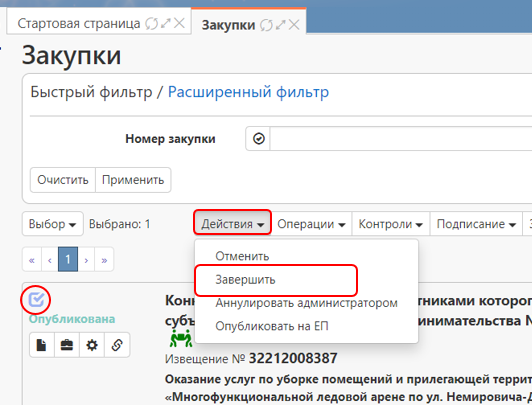 Стартовая страница
Закупки
Закупки
Быстрый фильтр / Расширенный фильтр
Номер закупки
Очистить
Применить
Выбор
Выбрано: 1
Действия
Операции
Контроли
Подписание
Отменить
Завершить
Аннулировать администратором
Опубликовать на ЕП
« ‹ 1 › »
Опубликована
Извещение № 32212008387
Оказание услуг по уборке помещений и прилегающей
«Многофункциональной ледовой арене по ул.